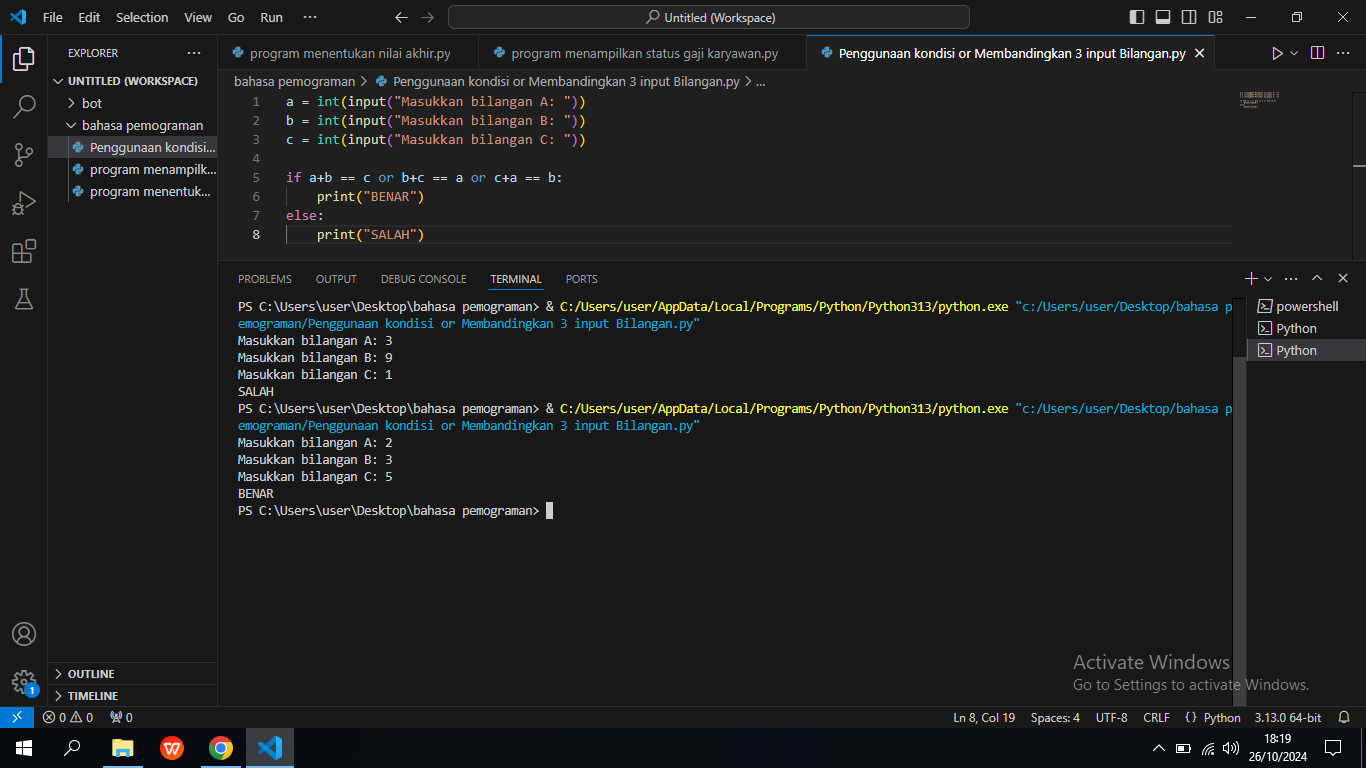 File Edit Selection View Go Run ··· Untitled (Workspace)
EXPLORER ···
UNTITLED (WORKSPACE)
bot
bahasa pemograman
Penggunaan kondisi...
program menampilk...
program menentuk...
OUTLINE
TIMELINE
program menentukan nilai akhir.py program menampilkan status gaji karyawan.py Penggunaan kondisi or Membandingkan 3 input Bilangan.py
bahasa pemograman > Penggunaan kondisi or Membandingkan 3 input Bilangan.py > ...
1 a = int(input("Masukkan bilangan A: "))
2 b = int(input("Masukkan bilangan B: "))
3 c = int(input("Masukkan bilangan C: "))
4
5 if a+b == c or b+c == a or c+a == b:
6 print("BENAR")
7 else:
8 print("SALAH")
PROBLEMS OUTPUT DEBUG CONSOLE TERMINAL PORTS
PS C:\Users\user\Desktop\bahasa pemograman> & C:/Users/user/AppData/Local/Programs/Python/Python313/python.exe "c:/Users/user/Desktop/bahasa p
emograman/Penggunaan kondisi or Membandingkan 3 input Bilangan.py"
Masukkan bilangan A: 3
Masukkan bilangan B: 9
Masukkan bilangan C: 1
SALAH
PS C:\Users\user\Desktop\bahasa pemograman> & C:/Users/user/AppData/Local/Programs/Python/Python313/python.exe "c:/Users/user/Desktop/bahasa p
emograman/Penggunaan kondisi or Membandingkan 3 input Bilangan.py"
Masukkan bilangan A: 2
Masukkan bilangan B: 3
Masukkan bilangan C: 5
BENAR
PS C:\Users\user\Desktop\bahasa pemograman>
powershell
Python
Python
Activate Windows
Go to Settings to activate Windows.
1
0 0 0 Ln 8, Col 19 Spaces: 4 UTF-8 CRLF {} Python 3.13.0 64-bit
W
18:19
26/10/2024